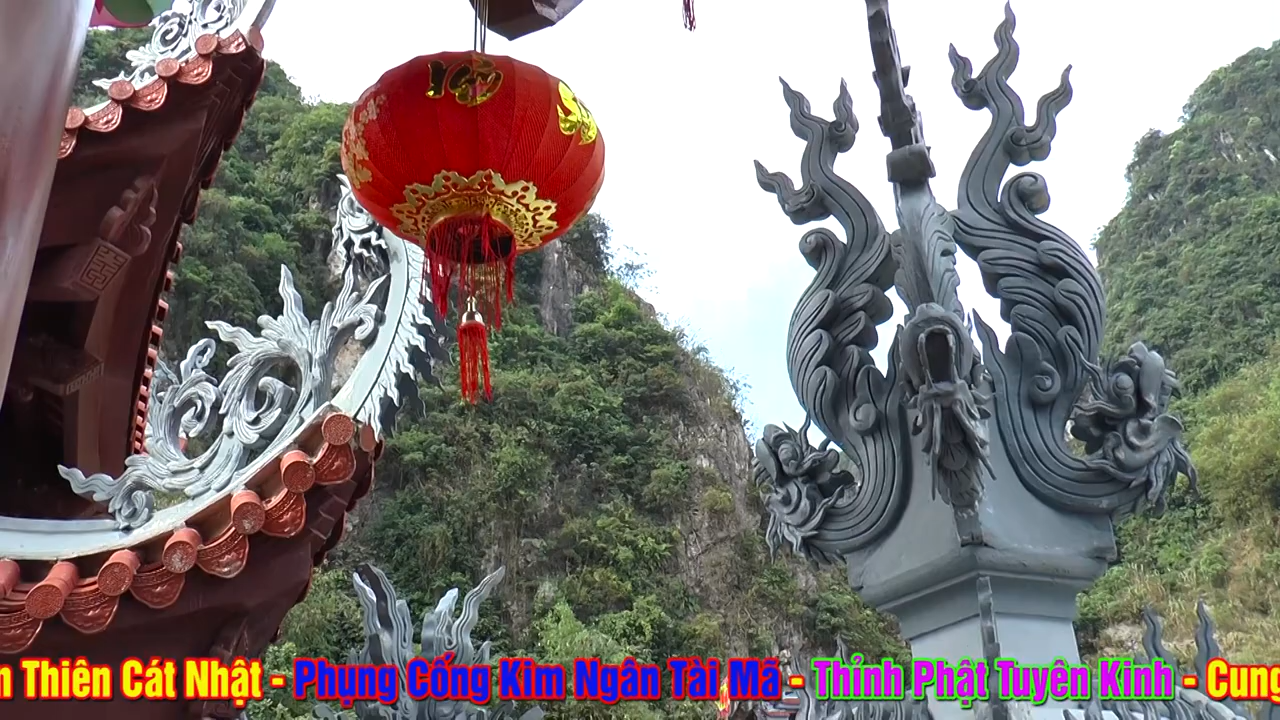 Thiên Cát Nhật - Phụng Cống Kim Ngân Tài Mã - Thỉnh Phật Tuyên Kinh - Cung